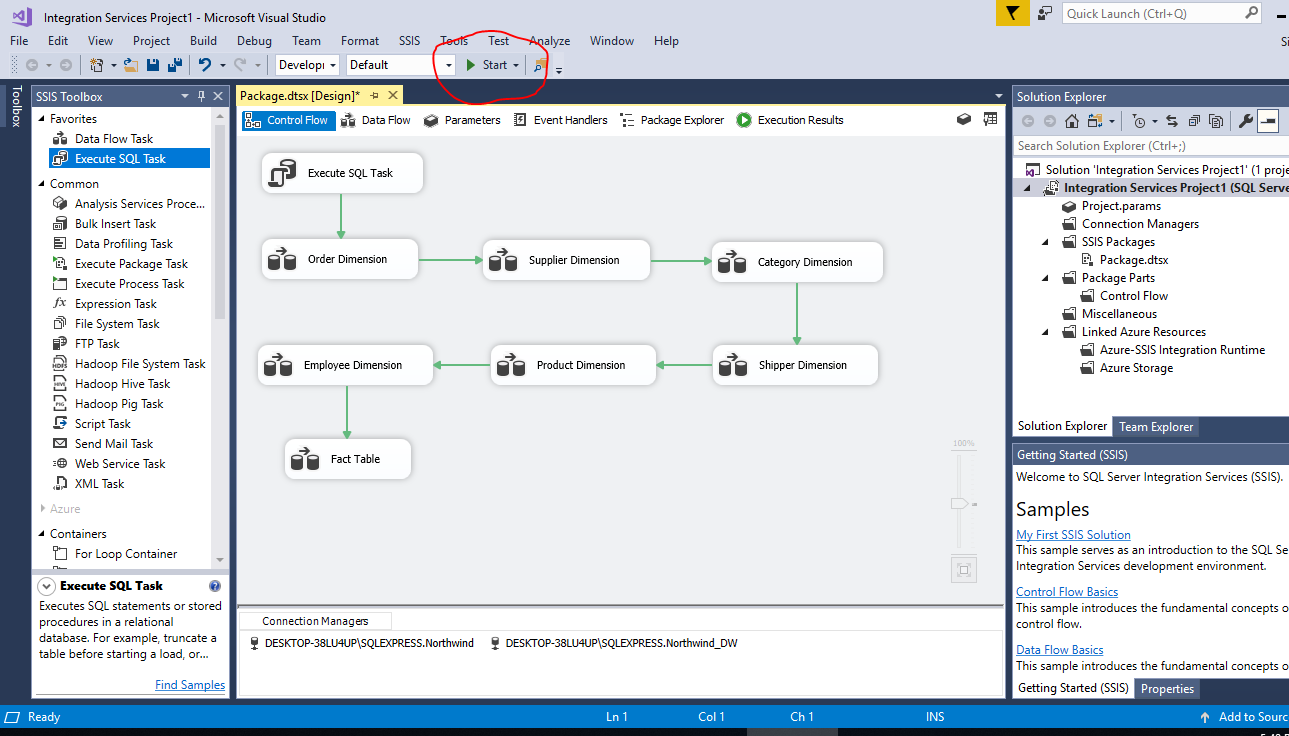 Integration Services Project1 - Microsoft Visual Studio
Quick Launch (Ctrl+Q)
File Edit View Project Build Debug Team Format SSIS Tools Test Analyze Window Help
Developı Default Start
Toolbox
SSIS Toolbox
Favorites
Data Flow Task
Execute SQL Task
Common
Analysis Services Proce...
Bulk Insert Task
Data Profiling Task
Execute Package Task
Execute Process Task
Expression Task
File System Task
FTP Task
Hadoop File System Task
Hadoop Hive Task
Hadoop Pig Task
Script Task
Send Mail Task
Web Service Task
XML Task
Azure
Containers
For Loop Container
Execute SQL Task
Executes SQL statements or stored
procedures in a relational
database. For example, truncate a
table before starting a load, or...
Find Samples
Package.dtsx [Design]*
Control Flow Data Flow Parameters Event Handlers Package Explorer Execution Results
Execute SQL Task
Order Dimension Supplier Dimension Category Dimension
Employee Dimension Product Dimension Shipper Dimension
Fact Table
100%
Connection Managers
DESKTOP-38LU4UP\SQLEXPRESS.Northwind DESKTOP-38LU4UP\SQLEXPRESS.Northwind_DW
Solution Explorer
Search Solution Explorer (Ctrl+;)
Solution 'Integration Services Project1' (1 proje
Integration Services Project1 (SQL Serve
Project.params
Connection Managers
SSIS Packages
Package.dtsx
Package Parts
Control Flow
Miscellaneous
Linked Azure Resources
Azure-SSIS Integration Runtime
Azure Storage
Solution Explorer Team Explorer
Getting Started (SSIS)
Welcome to SQL Server Integration Services (SSIS).
Samples
My First SSIS Solution
This sample serves as an introduction to the SQL Se
Integration Services development environment.
Control Flow Basics
This sample introduces the fundamental concepts o
control flow.
Data Flow Basics
This sample introduces the fundamental concepts o
Getting Started (SSIS) Properties
Ready Ln 1 Col 1 Ch 1 INS Add to Sourc